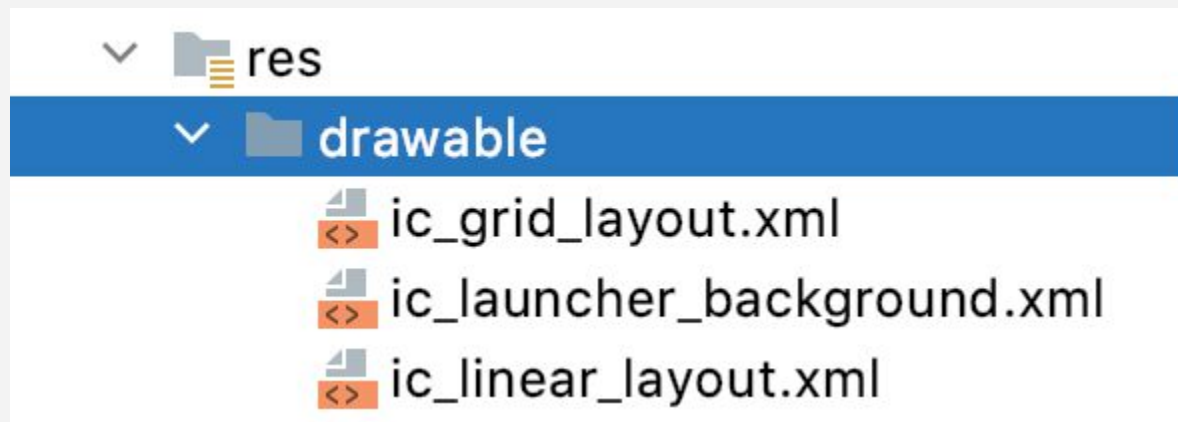 res
drawable
ic_grid_layout.xml
ic_launcher_background.xml
ic_linear_layout.xml